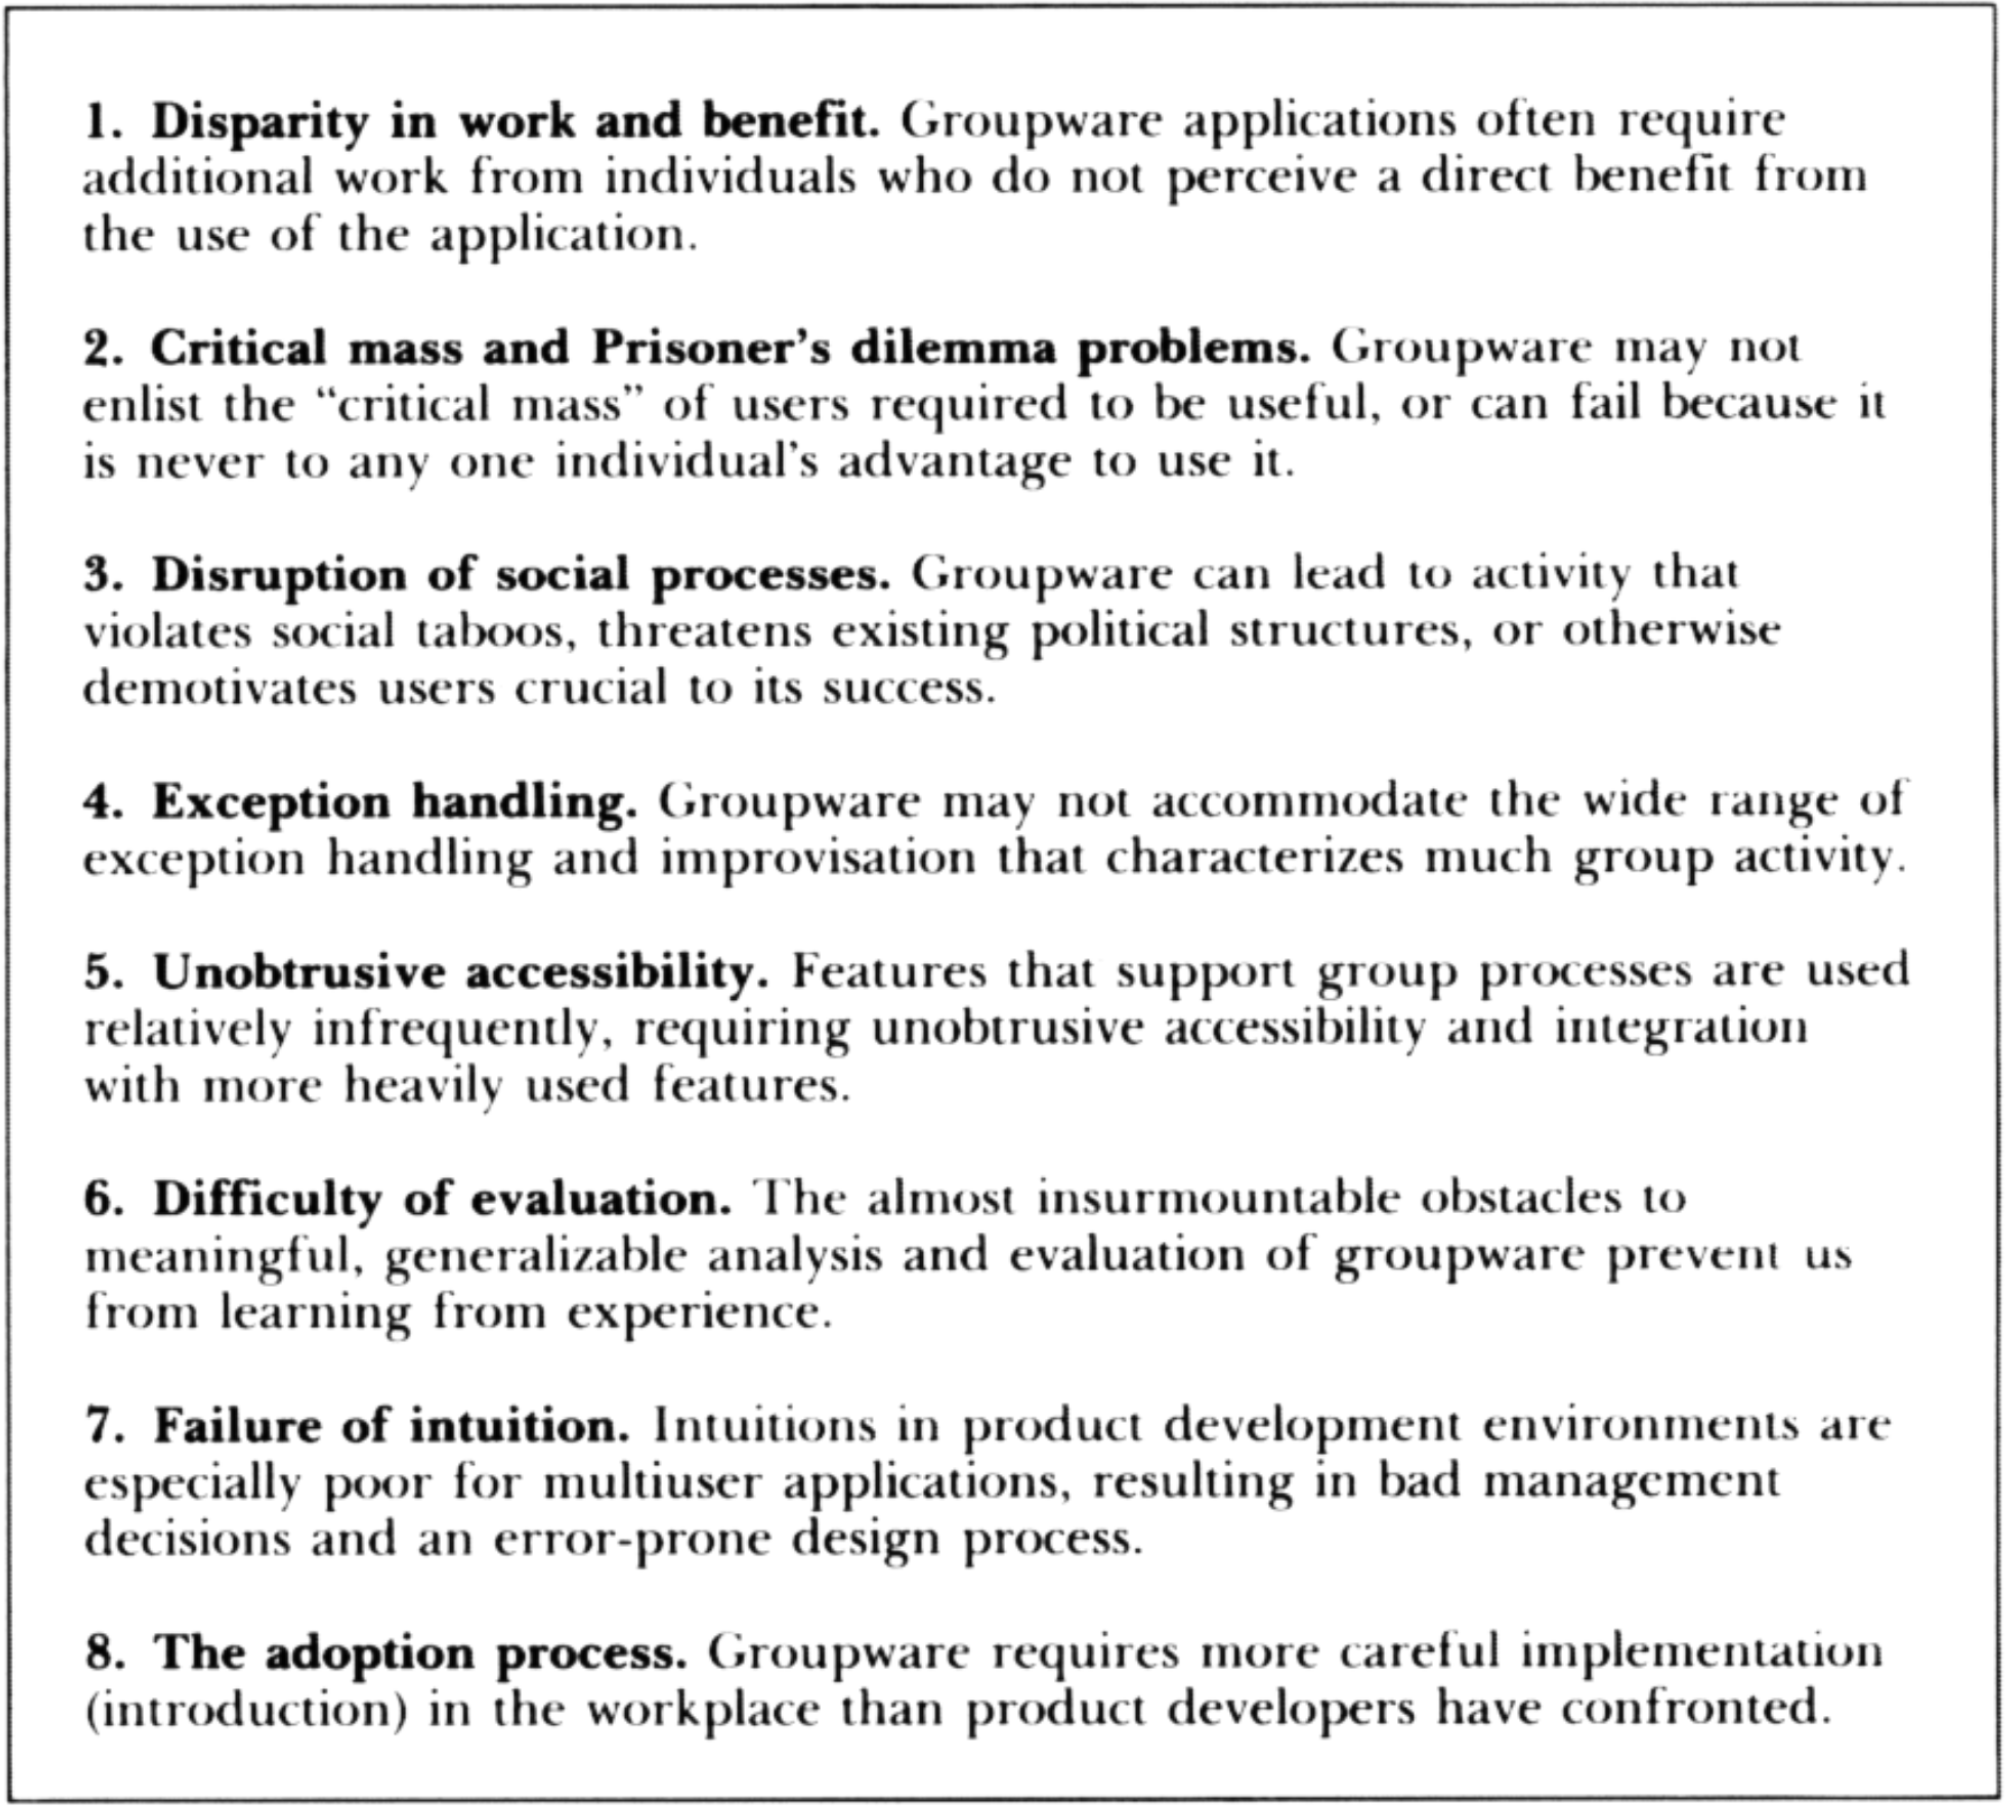 1. Disparity in work and benefit. Groupware applications often require
additional work from individuals who do not perceive a direct benefit from
the use of the application.
2. Critical mass and Prisoner's dilemma problems. Groupware may not
enlist the “critical mass” of users required to be useful, or can fail because it
is never to any one individual's advantage to use it.
3. Disruption of social processes. Groupware can lead to activity that
violates social taboos, threatens existing political structures, or otherwise
demotivates users crucial to its success.
4. Exception handling. Groupware may not accommodate the wide range of
exception handling and improvisation that characterizes much group activity.
5. Unobtrusive accessibility. Features that support group processes are used
relatively infrequently, requiring unobtrusive accessibility and integration
with more heavily used features.
6. Difficulty of evaluation. The almost insurmountable obstacles to
meaningful, generalizable analysis and evaluation of groupware prevent us
from learning from experience.
7. Failure of intuition. Intuitions in product development environments are
especially poor for multiuser applications, resulting in bad management
decisions and an error-prone design process.
8. The adoption process. Groupware requires more careful implementation
(introduction) in the workplace than product developers have confronted.